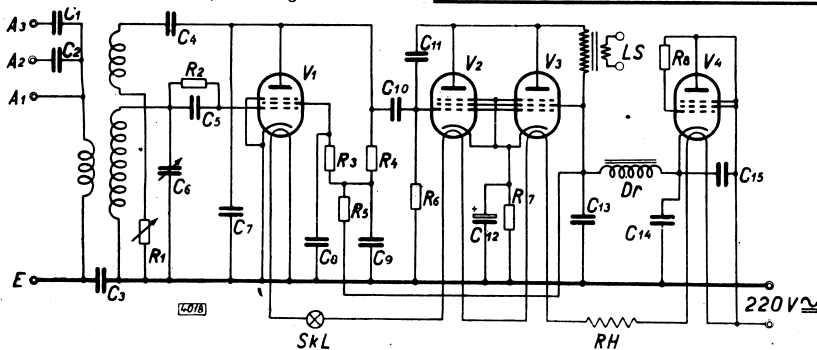 A3
C1
C4
A2
C2
A1
R2
C5
V1
C6
R1
C7
R3
R4
R5
C8
C9
C10
C11
V2
V3
R6
C12
+
R7
LS
R8
V4
Dr
C13
C14
C15
E
C3
4018
SkL
RH
220V≂